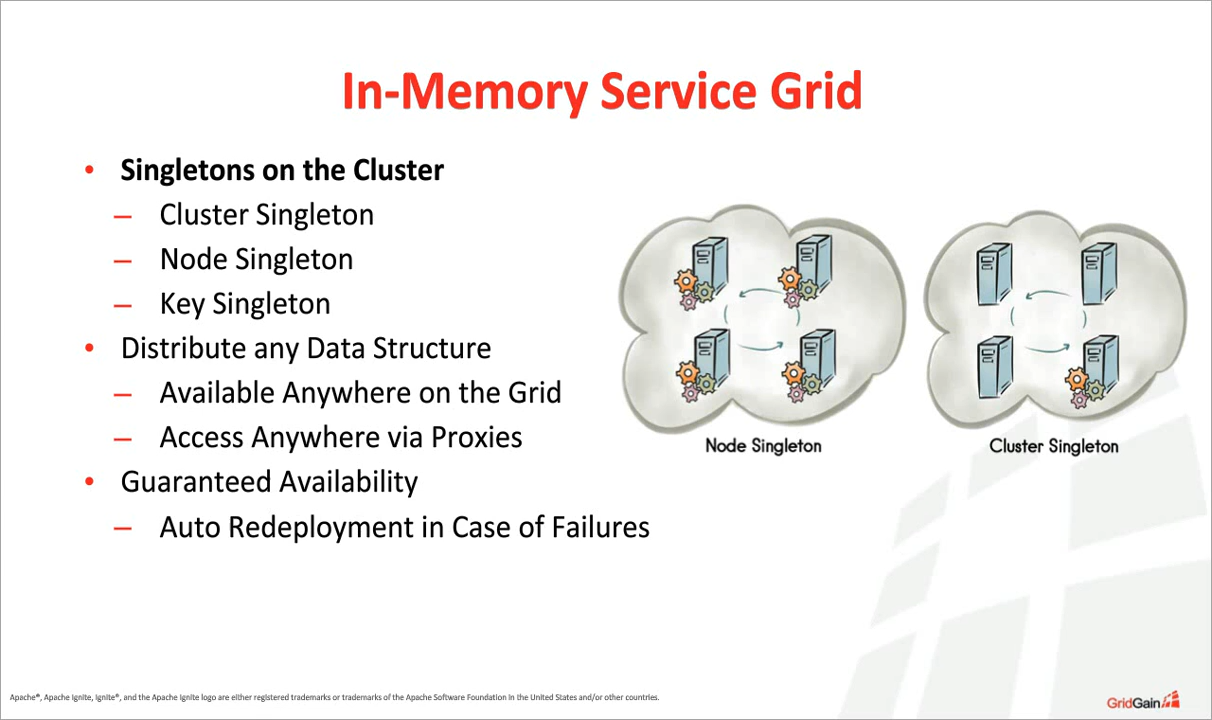 In-Memory Service Grid
• Singletons on the Cluster
– Cluster Singleton
– Node Singleton
– Key Singleton
• Distribute any Data Structure
– Available Anywhere on the Grid
– Access Anywhere via Proxies
• Guaranteed Availability
– Auto Redeployment in Case of Failures
Node Singleton
Cluster Singleton
Apache®, Apache Ignite, Ignite®, and the Apache Ignite logo are either registered trademarks or trademarks of the Apache Software Foundation in the United States and/or other countries.
GridGain